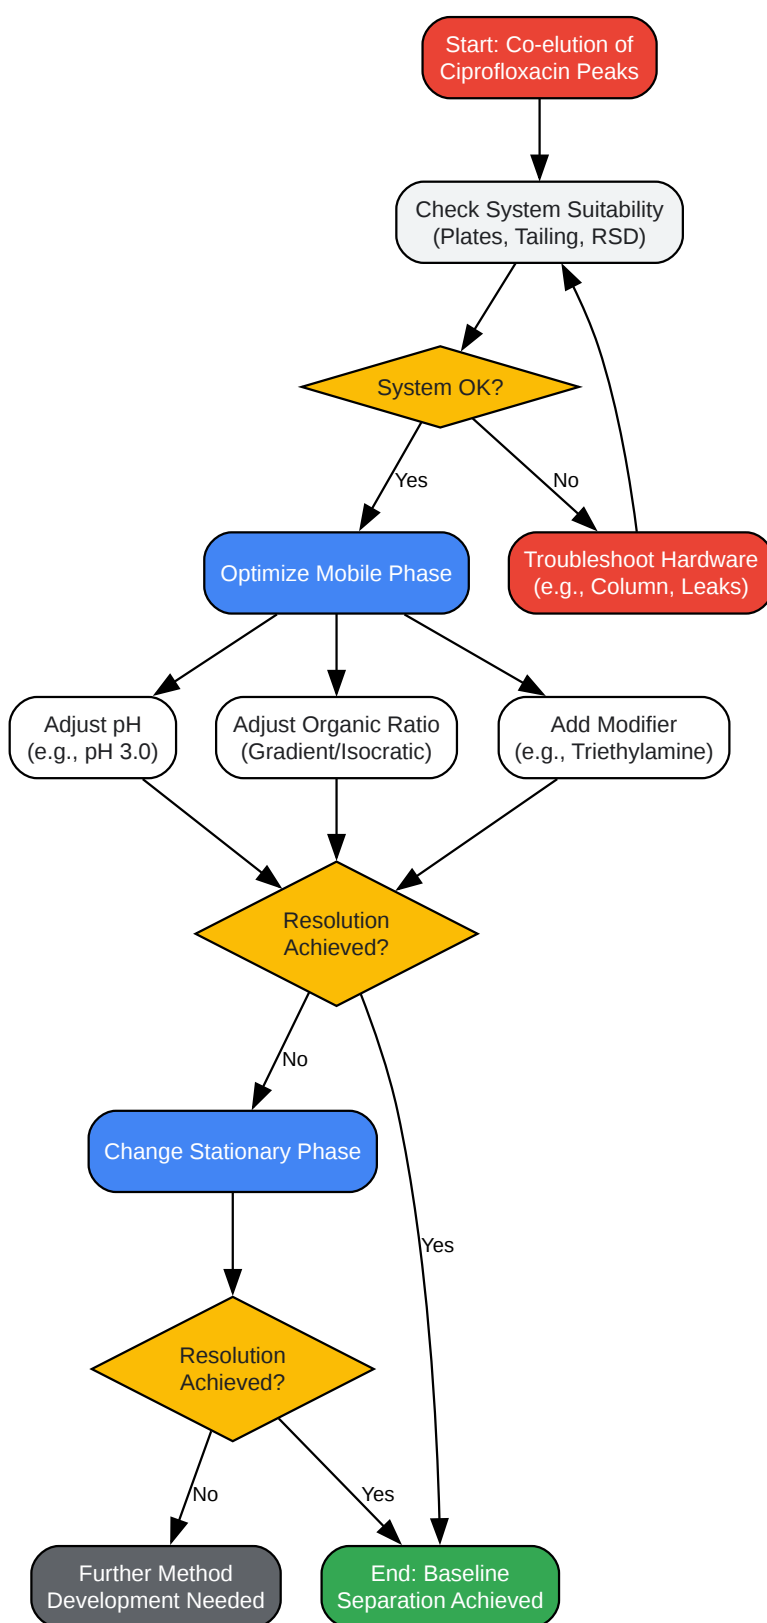 Start: Co-elution of
Ciprofloxacin Peaks
Check System Suitability
(Plates, Tailing, RSD)
System OK?
Yes
No
Optimize Mobile Phase
Troubleshoot Hardware
(e.g., Column, Leaks)
Adjust pH
(e.g., pH 3.0)
Adjust Organic Ratio
(Gradient/Isocratic)
Add Modifier
(e.g., Triethylamine)
Resolution
Achieved?
No
Change Stationary Phase
Yes
Resolution
Achieved?
No
Yes
Further Method
Development Needed
End: Baseline
Separation Achieved